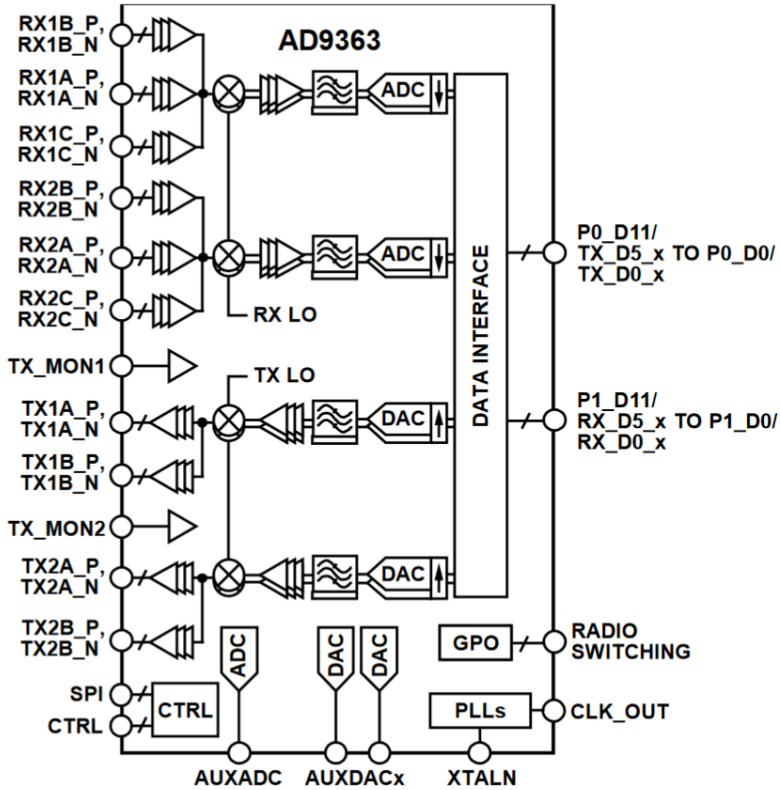 AD9363
RX1B_P,
RX1B_N
RX1A_P,
RX1A_N
RX1C_P,
RX1C_N
RX2B_P,
RX2B_N
RX2A_P,
RX2A_N
RX2C_P,
RX2C_N
TX_MON1
TX1A_P,
TX1A_N
TX1B_P,
TX1B_N
TX_MON2
TX2A_P,
TX2A_N
TX2B_P,
TX2B_N
SPI
CTRL
CTRL
ADC
ADC
RX LO
TX LO
DAC
DAC
DATA INTERFACE
P0_D11/
TX_D5_x TO P0_D0/
TX_D0_x
P1_D11/
RX_D5_x TO P1_D0/
RX_D0_x
ADC
DAC
DAC
GPO
RADIO
SWITCHING
PLLs
CLK_OUT
AUXADC
AUXDACx
XTALN